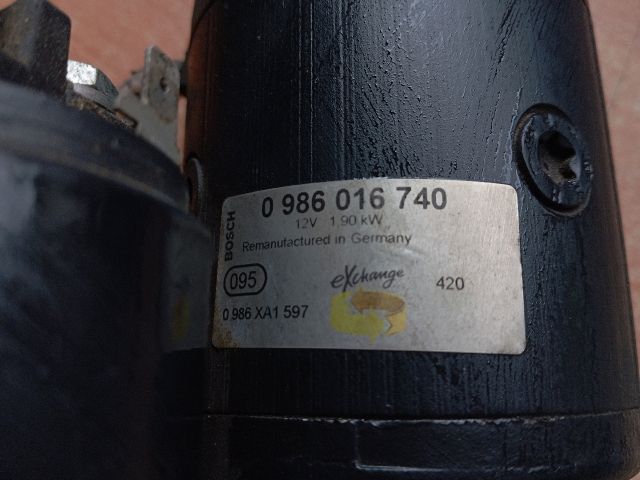 BOSCH
0 986 016 740
12V 1,90 kW
Remanufactured in Germany
095
eXchange
420
0 986 XA1 597